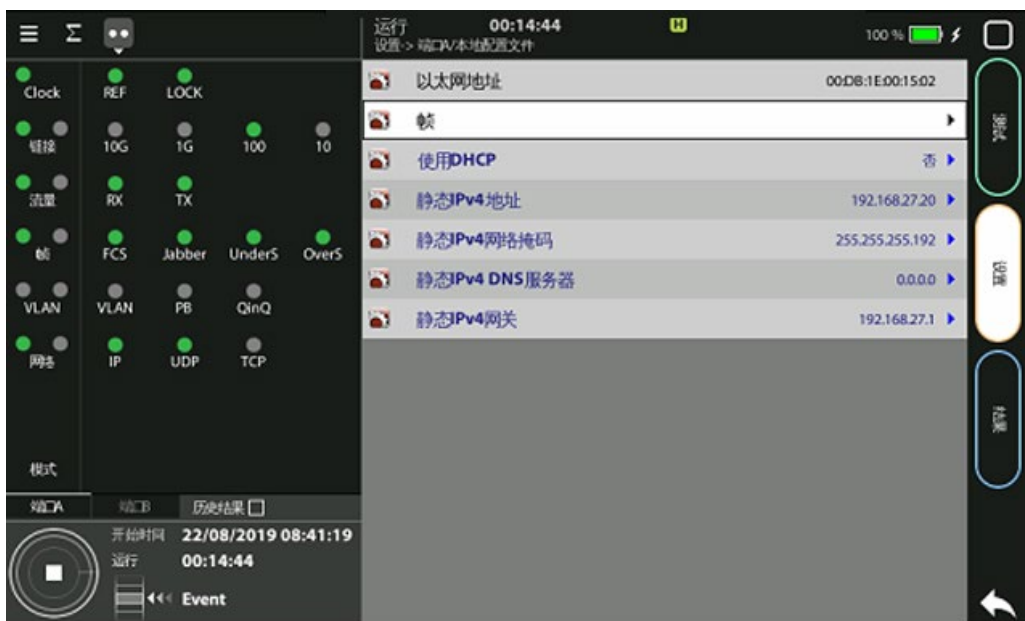 Σ
运行 00:14:44 H 100 %
设置-> 端口A/本地配置文件
Clock REF LOCK
链接 10G 1G 100 10
流量 RX TX
帧 FCS Jabber UnderS OverS
VLAN VLAN PB QinQ
网络 IP UDP TCP
模式
端口A 端口B 历史结果
开始时间 22/08/2019 08:41:19
运行 00:14:44
Event
以太网地址 00:DB:1E:00:15:02
帧
使用DHCP 否
静态IPv4地址 192.168.27.20
静态IPv4网络掩码 255.255.255.192
静态IPv4 DNS服务器 0.0.0.0
静态IPv4网关 192.168.27.1
测试
设置
结果